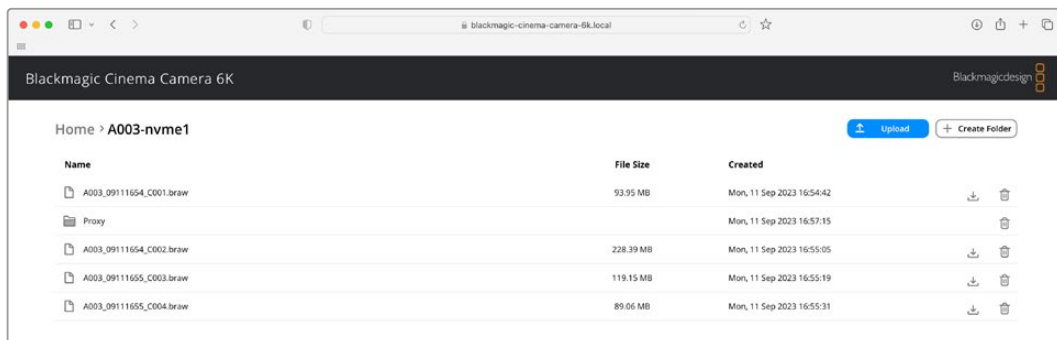 blackmagic-cinema-camera-6k.local
Blackmagic Cinema Camera 6K
Blackmagicdesign
Home > A003-nvme1
Upload
+ Create Folder
Name File Size Created
A003_09111654_C001.braw 93.95 MB Mon, 11 Sep 2023 16:54:42
Proxy Mon, 11 Sep 2023 16:57:15
A003_09111654_C002.braw 228.39 MB Mon, 11 Sep 2023 16:55:05
A003_09111655_C003.braw 119.15 MB Mon, 11 Sep 2023 16:55:19
A003_09111655_C004.braw 89.06 MB Mon, 11 Sep 2023 16:55:31